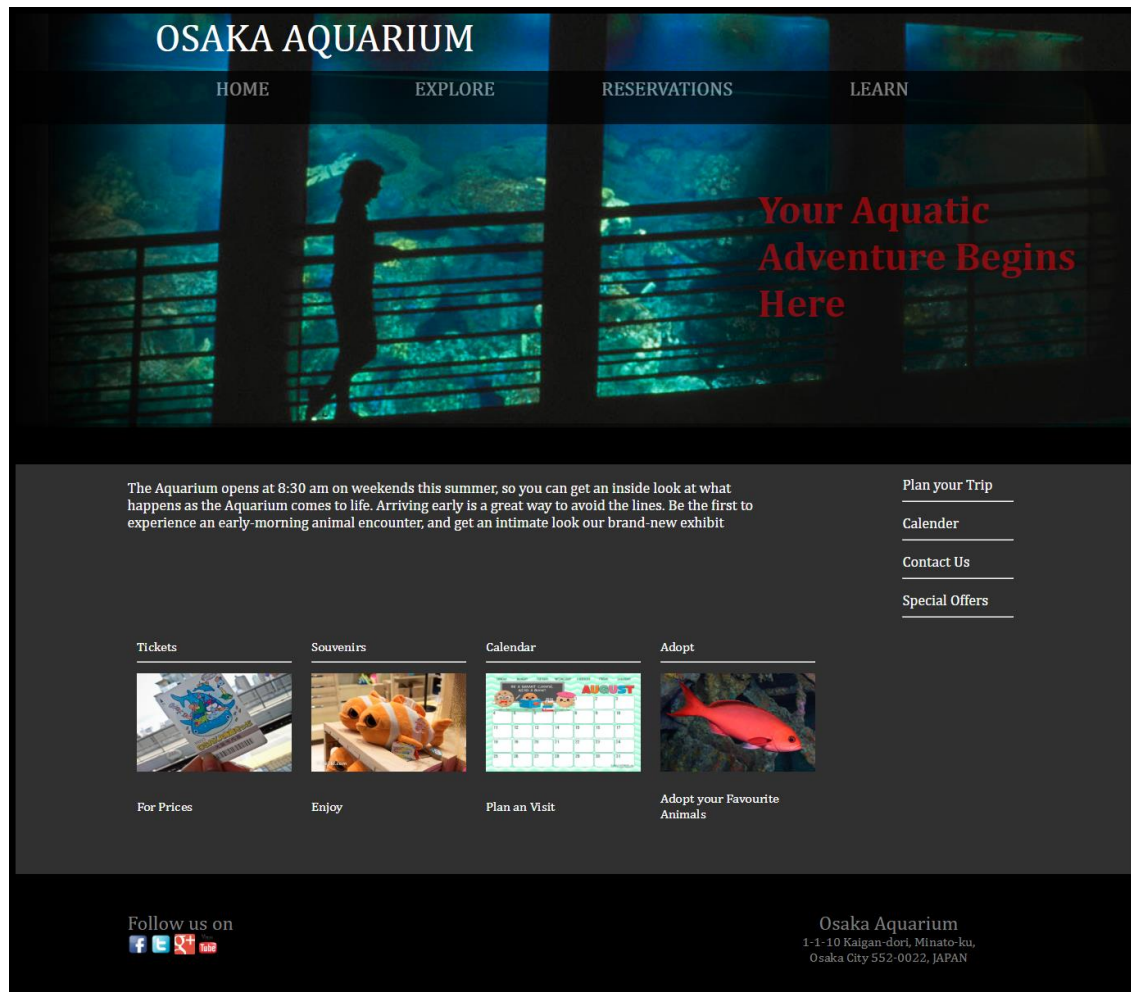 OSAKA AQUARIUM
HOME EXPLORE RESERVATIONS LEARN
Your Aquatic
Adventure Begins
Here
The Aquarium opens at 8:30 am on weekends this summer, so you can get an inside look at what
happens as the Aquarium comes to life. Arriving early is a great way to avoid the lines. Be the first to
experience an early-morning animal encounter, and get an intimate look our brand-new exhibit
Plan your Trip
Calender
Contact Us
Special Offers
Tickets Souvenirs Calendar Adopt
AUGUST
For Prices Enjoy Plan an Visit Adopt your Favourite
Animals
Follow us on
Osaka Aquarium
1-1-10 Kaigan-dori, Minato-ku,
Osaka City 552-0022, JAPAN